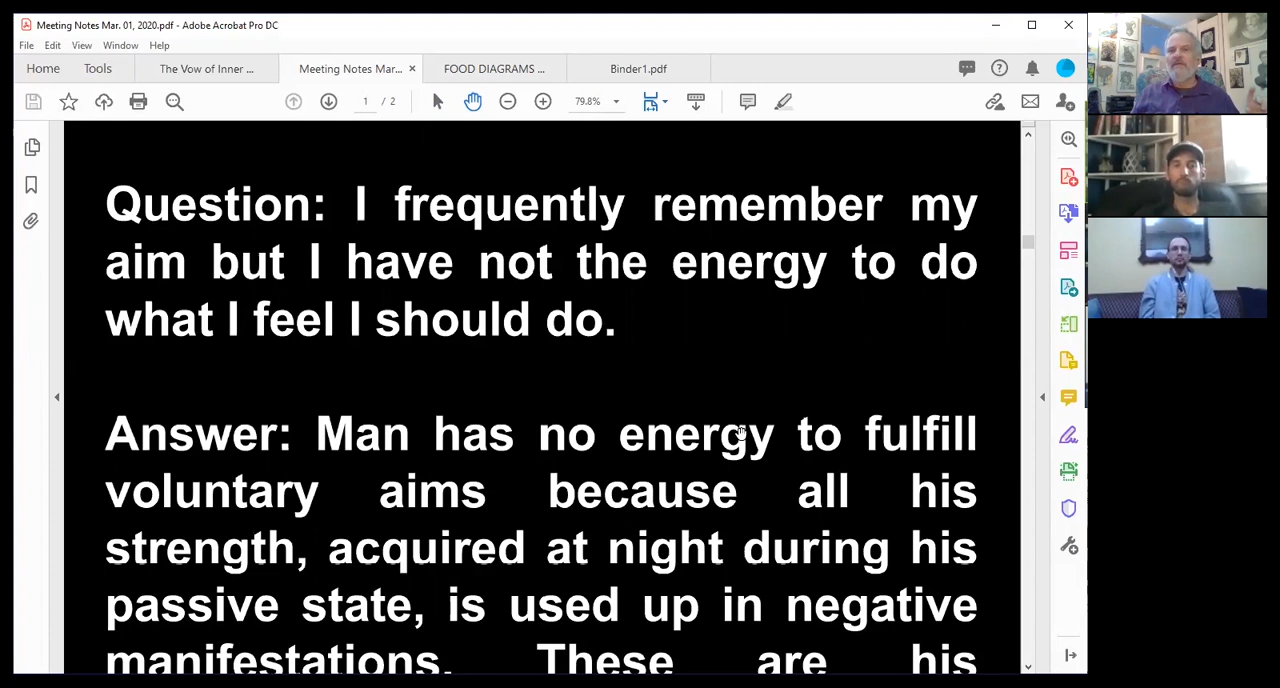 Meeting Notes Mar. 01, 2020.pdf - Adobe Acrobat Pro DC
File Edit View Window Help
Home Tools The Vow of Inner ... Meeting Notes Mar... × FOOD DIAGRAMS ... Binder1.pdf
1 / 2 79.8%
Question: I frequently remember my
aim but I have not the energy to do
what I feel I should do.
Answer: Man has no energy to fulfill
voluntary aims because all his
strength, acquired at night during his
passive state, is used up in negative
manifestations. These are his